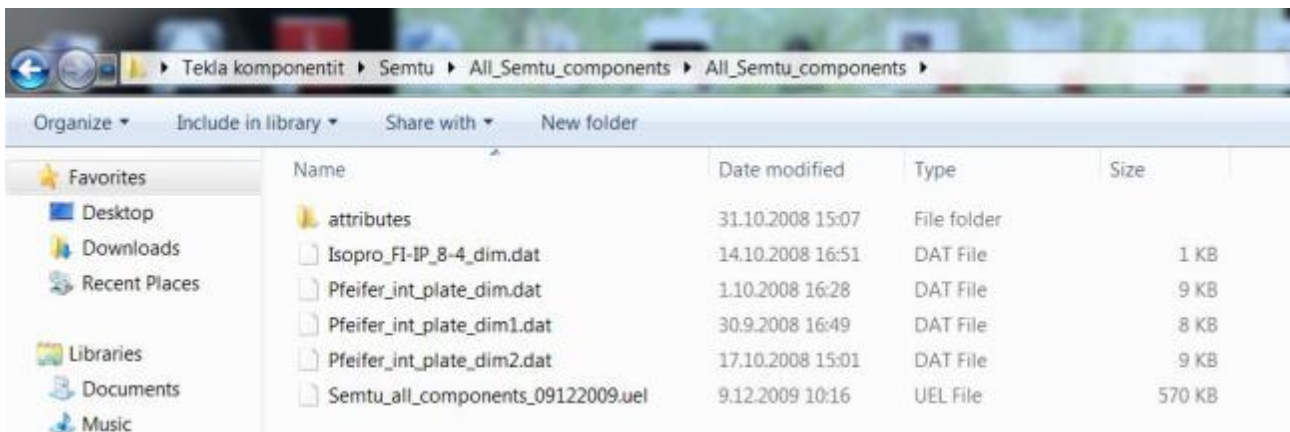 Tekla komponentit ▸ Semtu ▸ All_Semtu_components ▸ All_Semtu_components ▸
Organize ▾ Include in library ▾ Share with ▾ New folder
Favorites
Desktop
Downloads
Recent Places
Libraries
Documents
Music
Name Date modified Type Size
attributes 31.10.2008 15:07 File folder
Isopro_FI-IP_8-4_dim.dat 14.10.2008 16:51 DAT File 1 KB
Pfeifer_int_plate_dim.dat 1.10.2008 16:28 DAT File 9 KB
Pfeifer_int_plate_dim1.dat 30.9.2008 16:49 DAT File 8 KB
Pfeifer_int_plate_dim2.dat 17.10.2008 15:01 DAT File 9 KB
Semtu_all_components_09122009.uel 9.12.2009 10:16 UEL File 570 KB